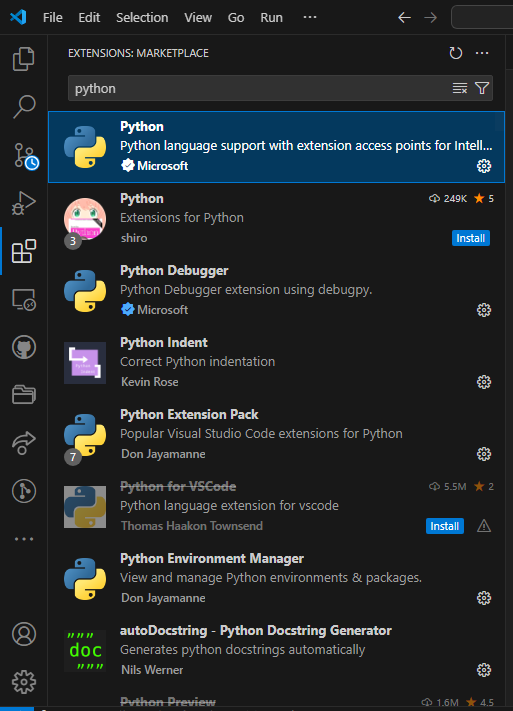 File Edit Selection View Go Run ···
EXTENSIONS: MARKETPLACE
python
Python
Python language support with extension access points for Intell...
Microsoft
Python 249K 5
Extensions for Python
3
shiro Install
Python Debugger
Python Debugger extension using debugpy.
Microsoft
Python Indent
Correct Python indentation
Kevin Rose
Python Extension Pack
Popular Visual Studio Code extensions for Python
7
Don Jayamanne
Python for VSCode 5.5M 2
Python language extension for vscode
Thomas Haakon Townsend Install
Python Environment Manager
View and manage Python environments & packages.
Don Jayamanne
autoDocstring - Python Docstring Generator
"""
doc
"""
Generates python docstrings automatically
Nils Werner
Python Preview 1.6M 4.5